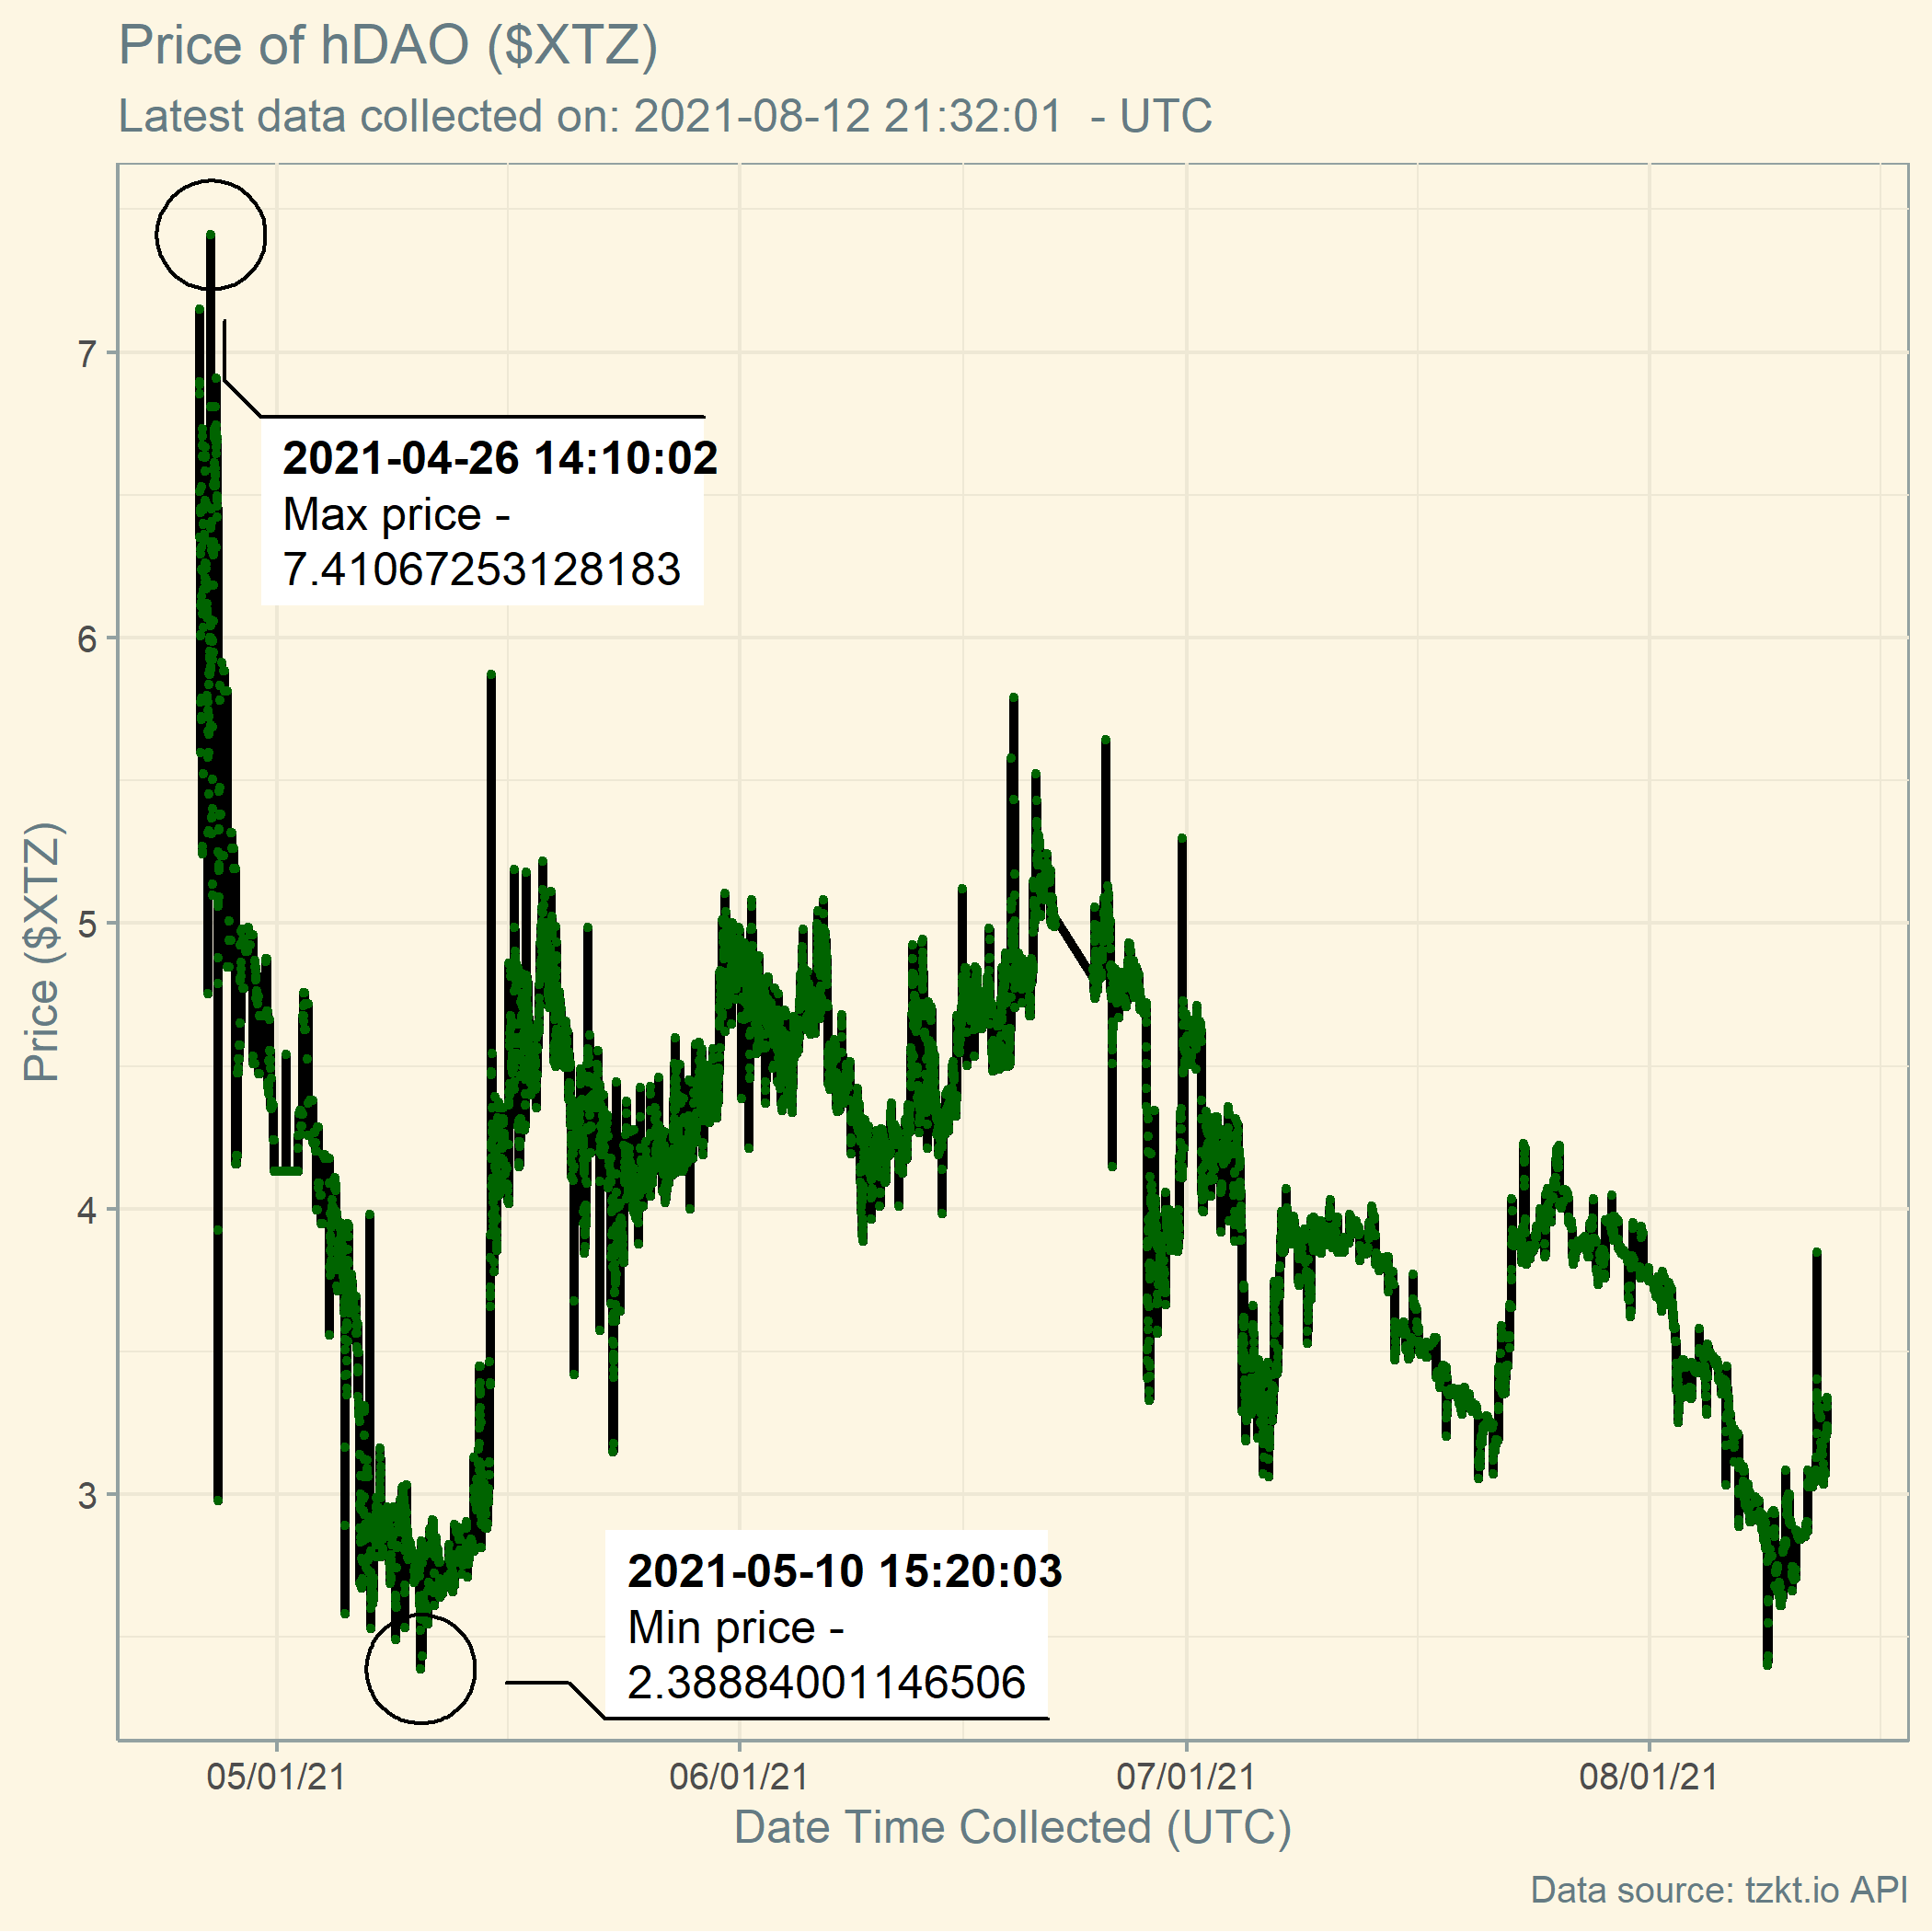 Price of hDAO ($XTZ)
Latest data collected on: 2021-08-12 21:32:01  - UTC
7
6
5
4
3
Price ($XTZ)
2021-04-26 14:10:02
Max price -
7.41067253128183
2021-05-10 15:20:03
Min price -
2.38884001146506
05/01/21
06/01/21
07/01/21
08/01/21
Date Time Collected (UTC)
Data source: tzkt.io API